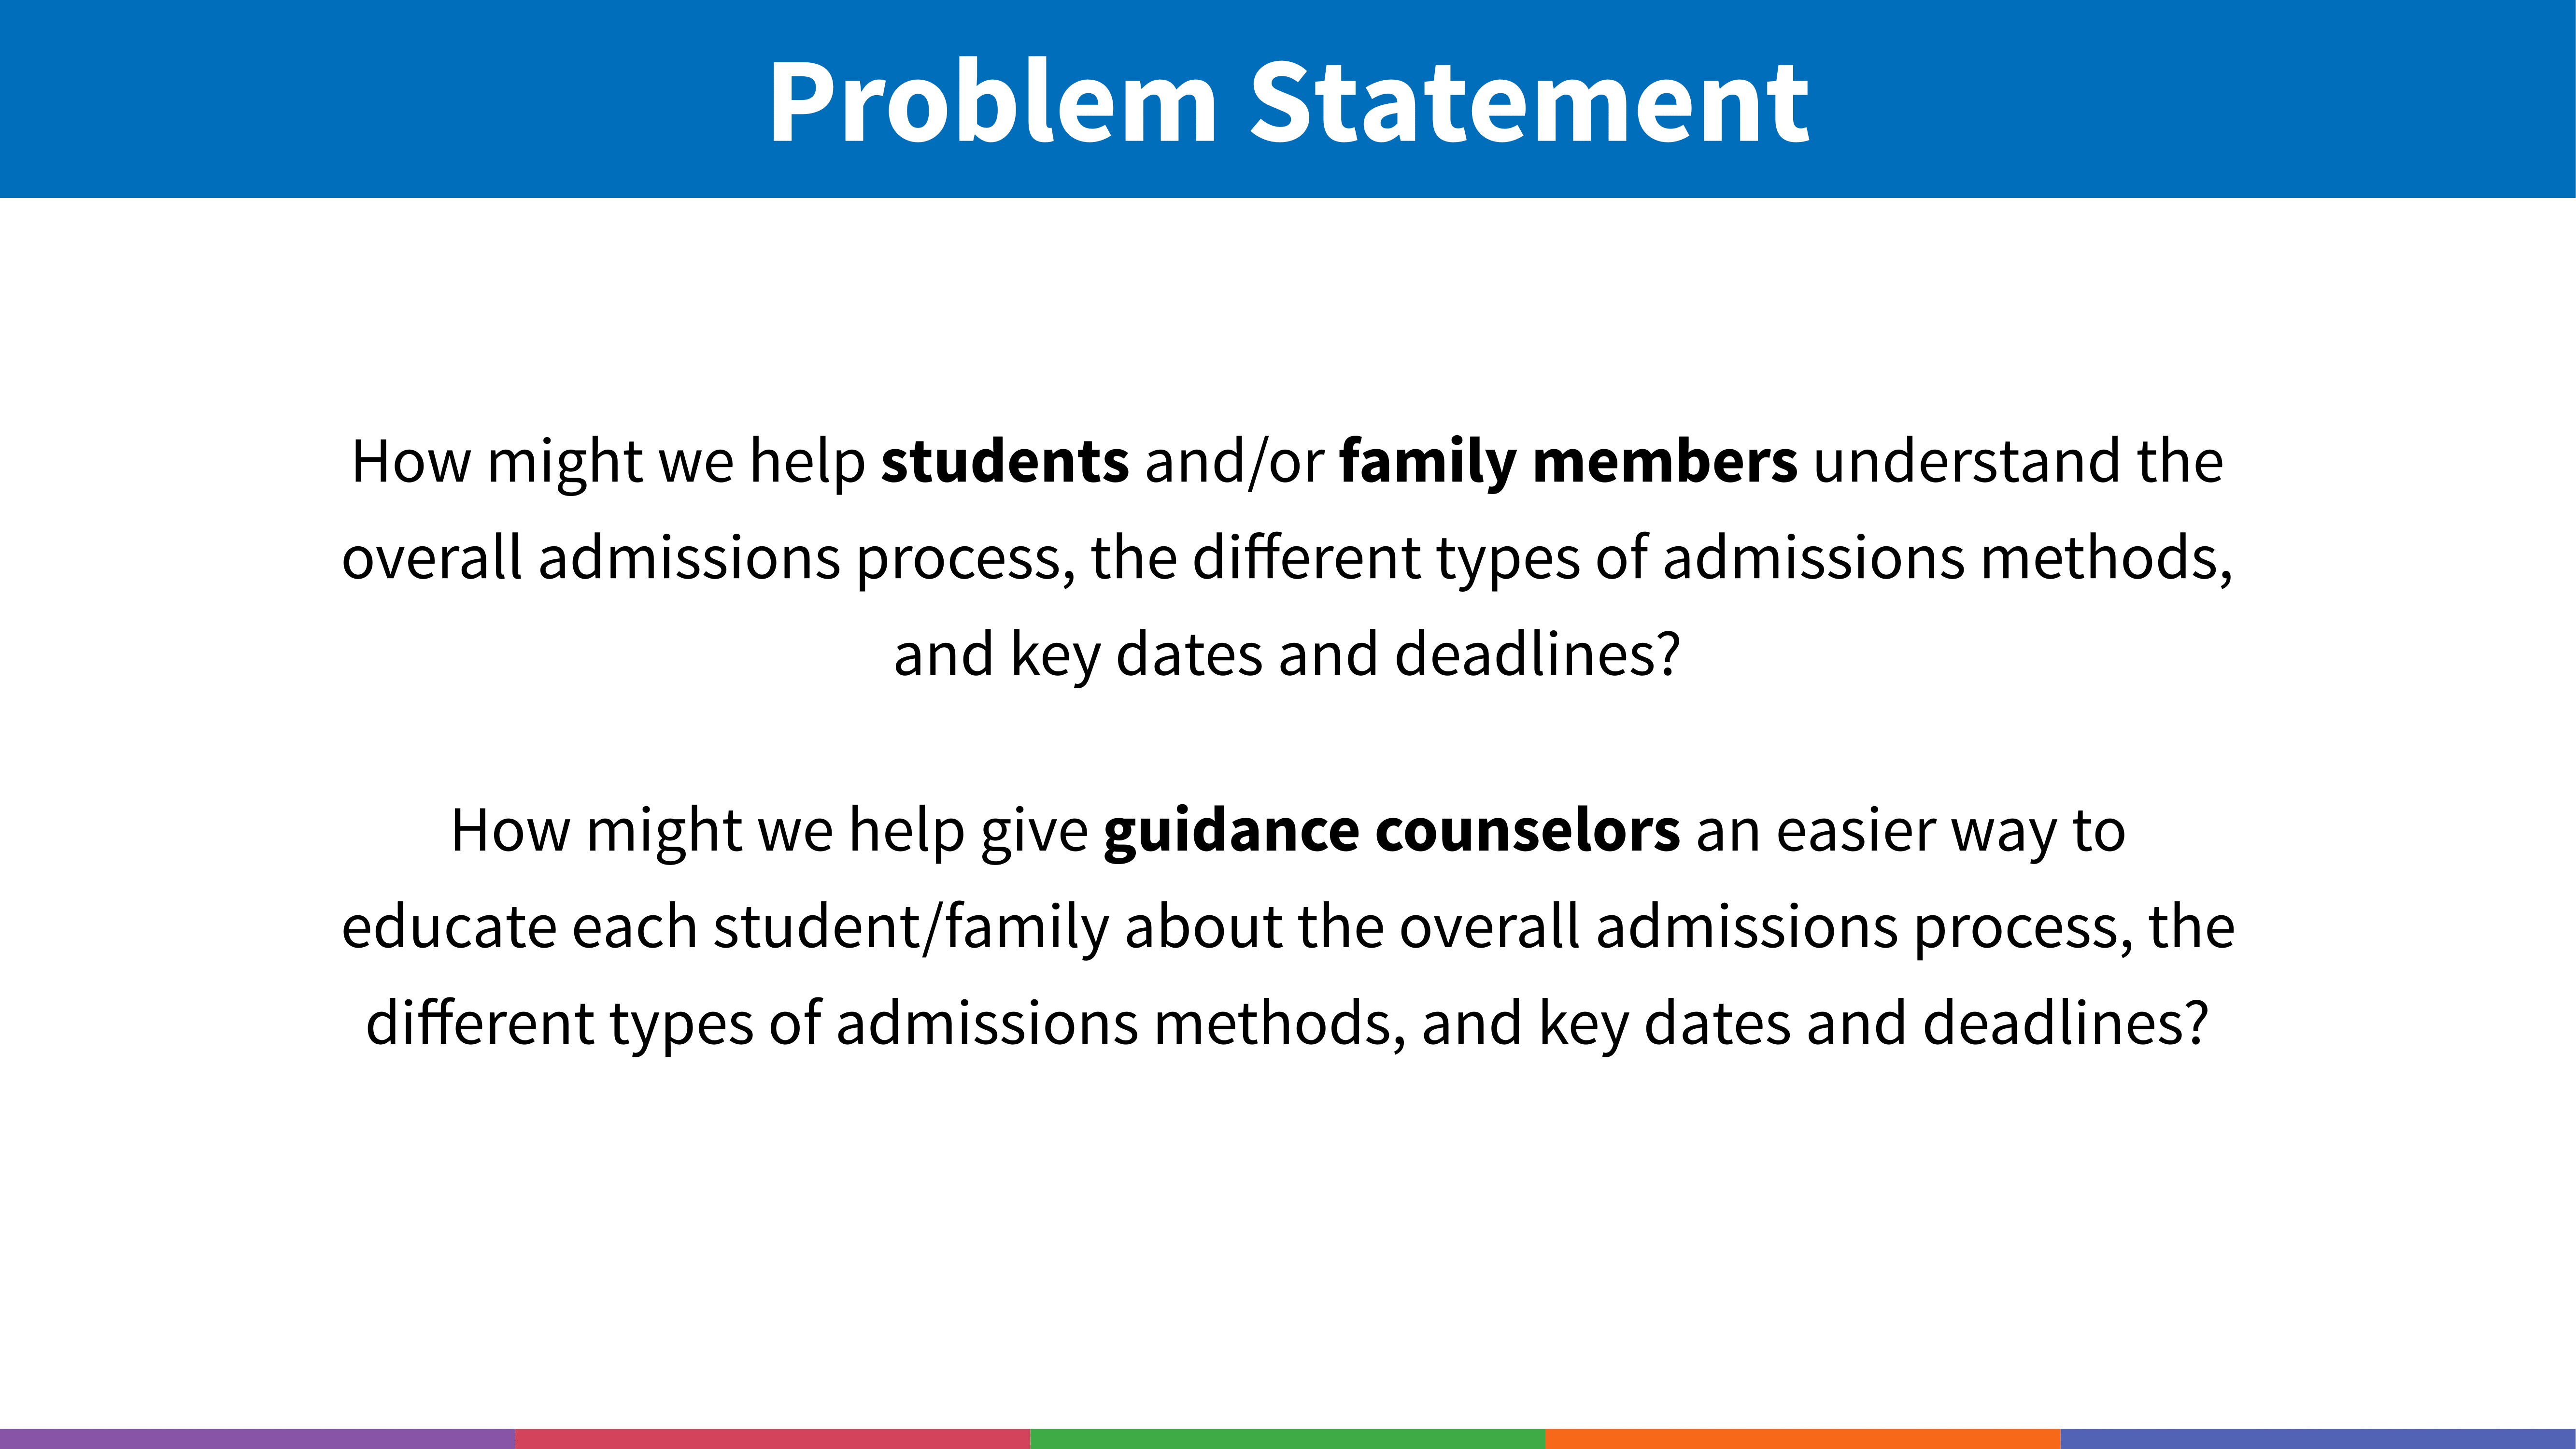 Problem Statement
How might we help students and/or family members understand the
overall admissions process, the different types of admissions methods,
and key dates and deadlines?
How might we help give guidance counselors an easier way to
educate each student/family about the overall admissions process, the
different types of admissions methods, and key dates and deadlines?